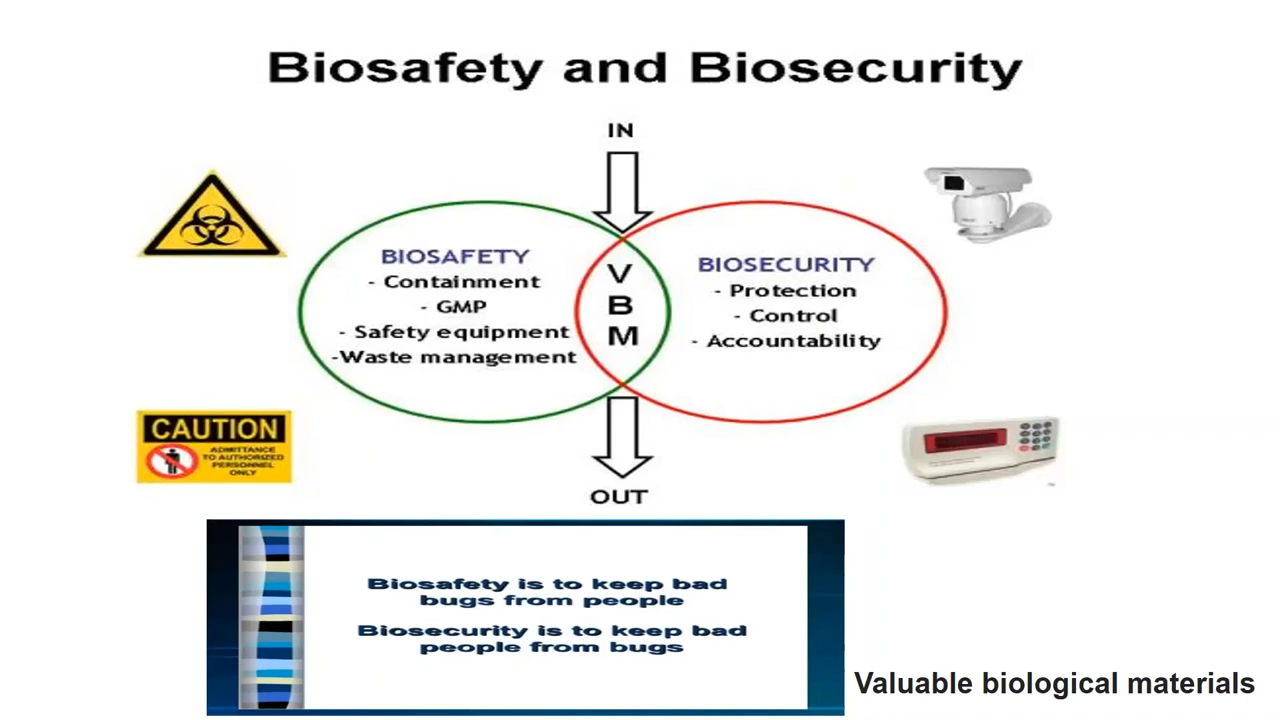 Biosafety and Biosecurity
IN
BIOSAFETY
- Containment
- GMP
- Safety equipment
-Waste management
V
B
M
BIOSECURITY
- Protection
- Control
- Accountability
CAUTION
ADMITTANCE
TO AUTHORIZED
PERSONNEL
ONLY
OUT
Biosafety is to keep bad
bugs from people
Biosecurity is to keep bad
people from bugs
Valuable biological materials